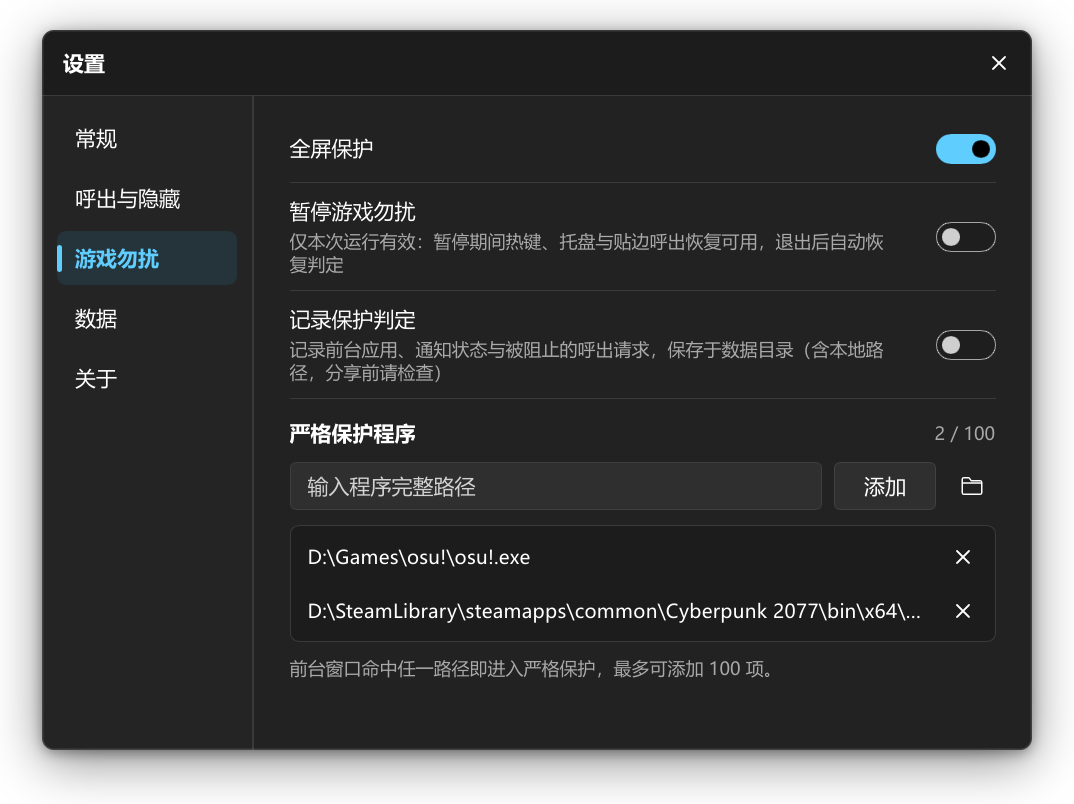 设置
常规
呼出与隐藏
游戏勿扰
数据
关于
全屏保护
暂停游戏勿扰
仅本次运行有效：暂停期间热键、托盘与贴边呼出恢复可用，退出后自动恢
复判定
记录保护判定
记录前台应用、通知状态与被阻止的呼出请求，保存于数据目录（含本地路
径，分享前请检查）
严格保护程序
2 / 100
输入程序完整路径
添加
D:\Games\osu!\osu!.exe
D:\SteamLibrary\steamapps\common\Cyberpunk 2077\bin\x64\...
前台窗口命中任一路径即进入严格保护，最多可添加 100 项。